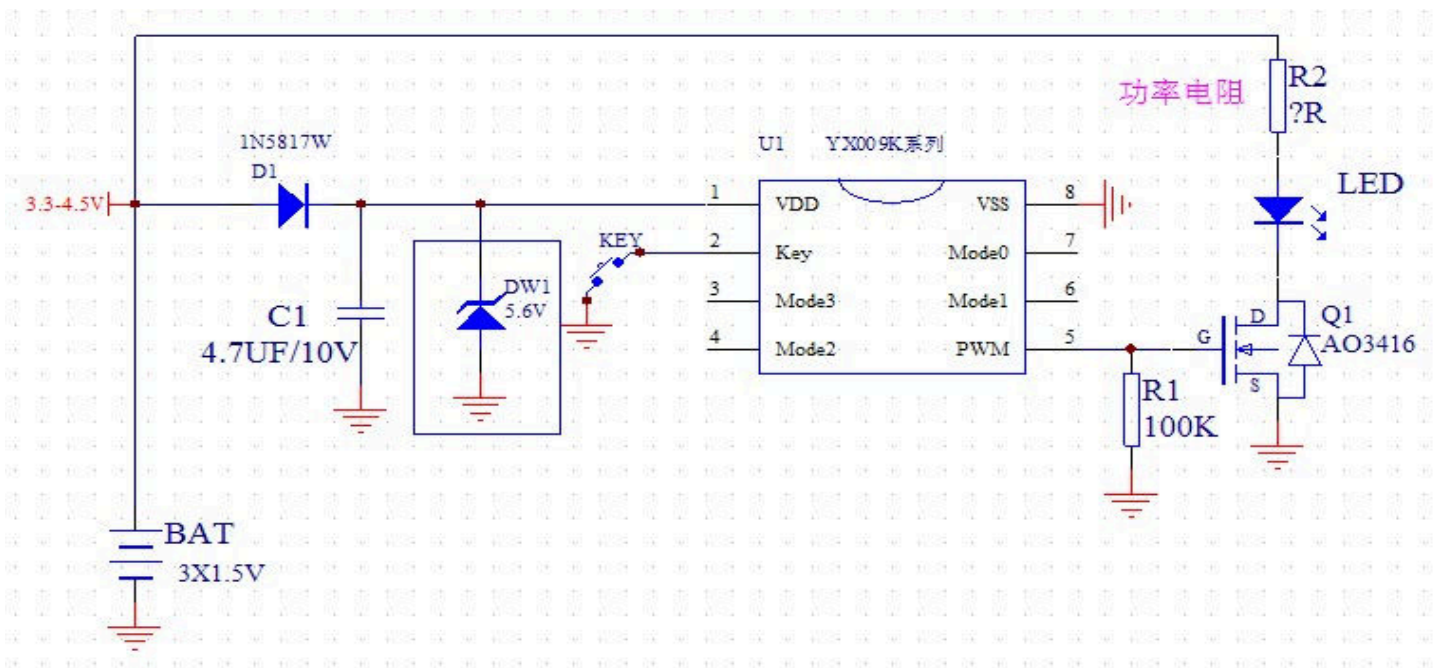 功率电阻
R2
?R
1N5817W
D1
U1 YX009K系列
LED
3.3-4.5V
1 VDD VSS 8
KEY
2 Key Mode0 7
DW1
5.6V
3 Mode3 Mode1 6
C1
4.7UF/10V
4 Mode2 PWM 5
G
D
S
Q1
AO3416
R1
100K
BAT
3X1.5V